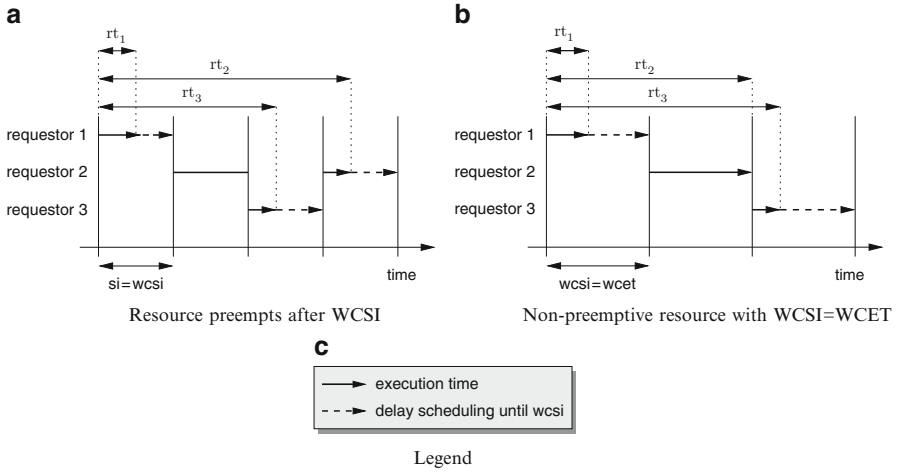 a
rt1
rt2
rt3
requestor 1
requestor 2
requestor 3
si=wcsi
time
Resource preempts after WCSI
b
rt1
rt2
rt3
requestor 1
requestor 2
requestor 3
wcsi=wcet
time
Non-preemptive resource with WCSI=WCET
c
execution time
delay scheduling until wcsi
Legend